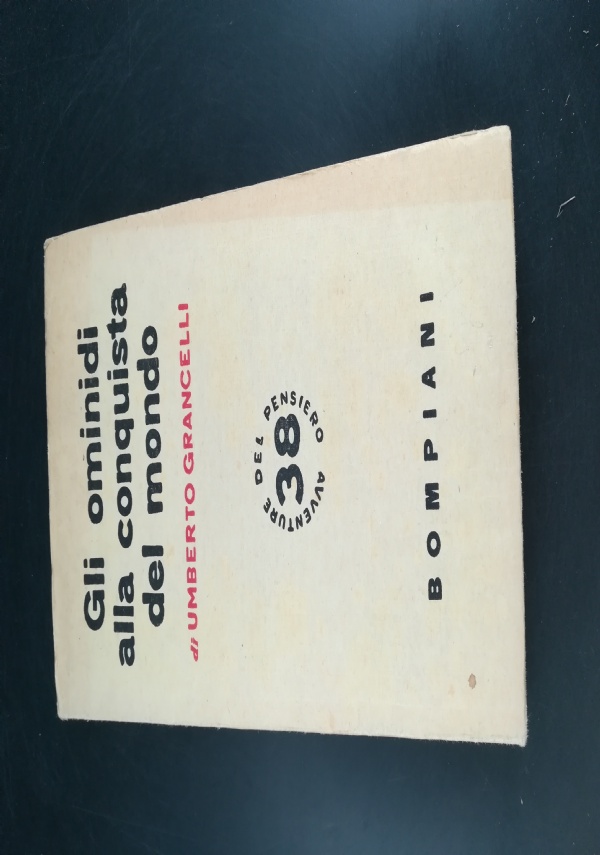 Gli ominidi
alla conquista
del mondo
di UMBERTO GRANCELLI
AVVENTURE DEL PENSIERO
38
BOMPIANI